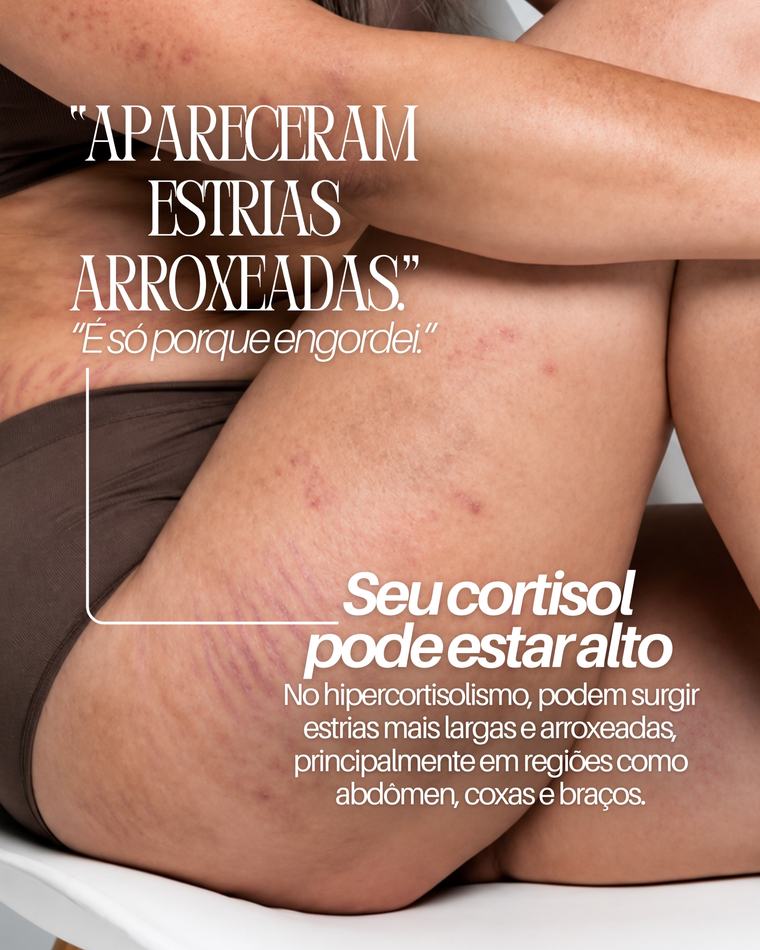 “APARECERAM
ESTRIAS
ARROXEADAS.”
“É só porque engordei.”
Seu cortisol
pode estar alto
No hipercortisolismo, podem surgir
estrias mais largas e arroxeadas,
principalmente em regiões como
abdômen, coxas e braços.